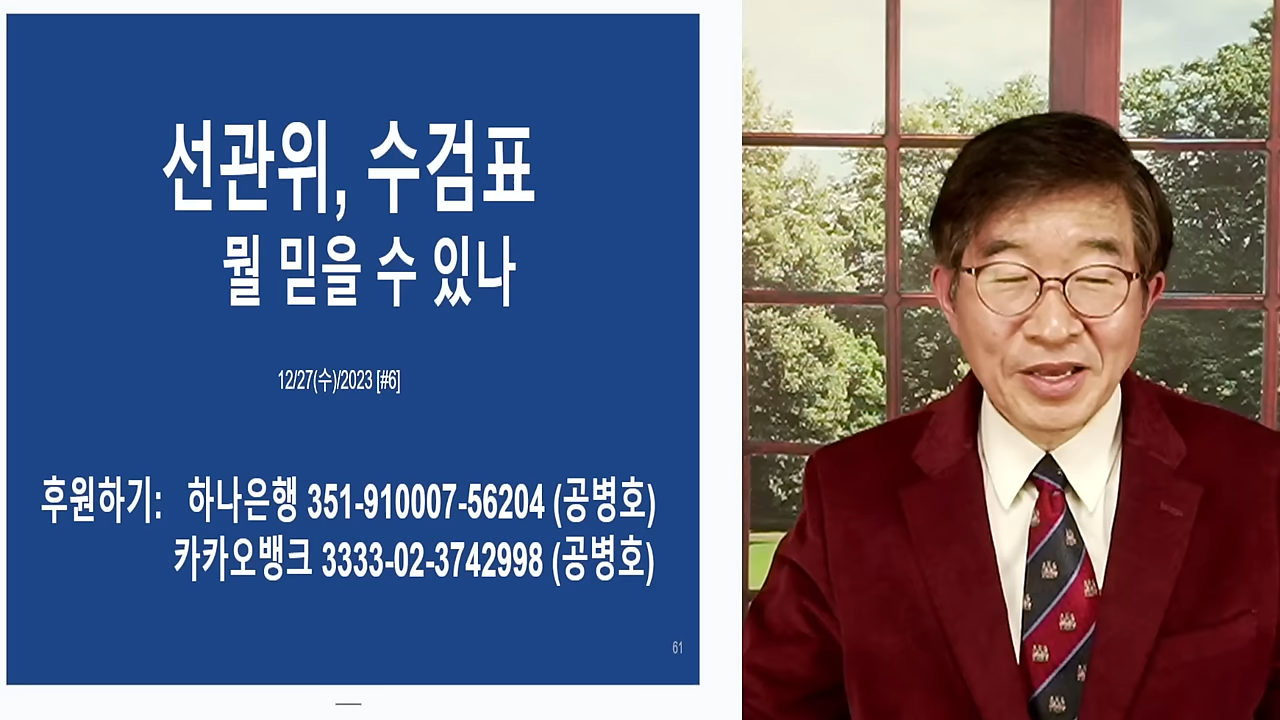 선관위, 수검표
뭘 믿을 수 있나
12/27(수)/2023 [#6]
후원하기: 하나은행 351-910007-56204 (공병호)
카카오뱅크 3333-02-3742998 (공병호)
61